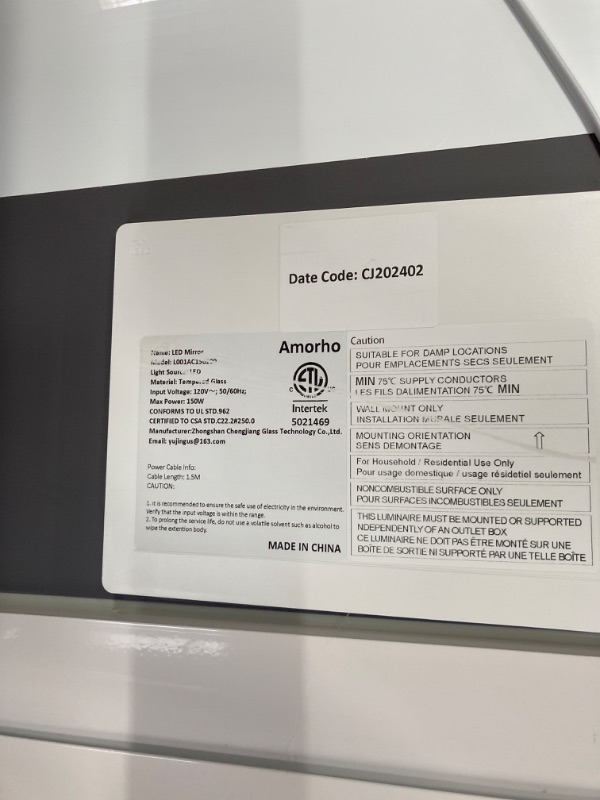 Date Code: CJ202402
Amorho
Name: LED Mirror
Model:
Light Source: LED
Material: Tempered Glass
Input Voltage: 120V～; 50/60Hz;
Max Power: 150W
CONFORMS TO UL STD.962
CERTIFIED TO CSA STD.C22.2#250.0
Manufacturer:Zhongshan Chengjiang Glass Technology Co.,Ltd.
Email: yujingus@163.com
ETL
C US
Intertek
5021469
Power Cable Info:
Cable Length: 1.5M
CAUTION:
1. It is recommended to ensure the safe use of electricity in the environment.
Verify that the input voltage is within the range.
2. To prolong the service life, do not use a volatile solvent such as alcohol to
wipe the extention body.
MADE IN CHINA
Caution
SUITABLE FOR DAMP LOCATIONS
POUR EMPLACEMENTS SECS SEULEMENT
MIN 75℃ SUPPLY CONDUCTORS
LES FILS DALIMENTATION 75℃ MIN
WALL MOUNT ONLY
INSTALLATION MURALE SEULEMENT
MOUNTING ORIENTATION
SENS DEMONTAGE
For Household / Residential Use Only
Pour usage domestique / usage résidetiel seulement
NONCOMBUSTIBLE SURFACE ONLY
POUR SURFACES INCOMBUSTIBLES SEULEMENT
THIS LUMINAIRE MUST BE MOUNTED OR SUPPORTED
NDEPENDENTLY OF AN OUTLET BOX
CE LUMINAIRE NE DOIT PAS ÊTRE MONTÉ SUR UNE
BOÎTE DE SORTIE NI SUPPORTÉ PAR UNE TELLE BOÎTE